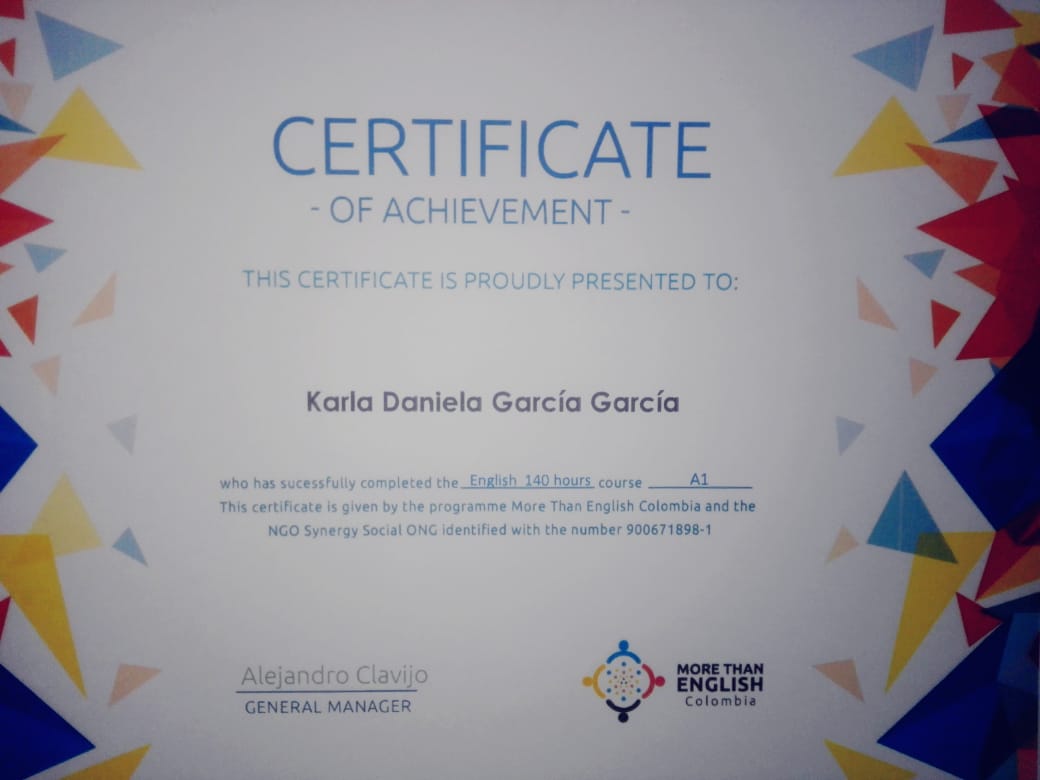 CERTIFICATE
- OF ACHIEVEMENT -
THIS CERTIFICATE IS PROUDLY PRESENTED TO:
Karla Daniela García García
who has sucessfully completed the English 140 hours course A1
This certificate is given by the programme More Than English Colombia and the
NGO Synergy Social ONG identified with the number 900671898-1
Alejandro Clavijo
GENERAL MANAGER
MORE THAN
ENGLISH
Colombia